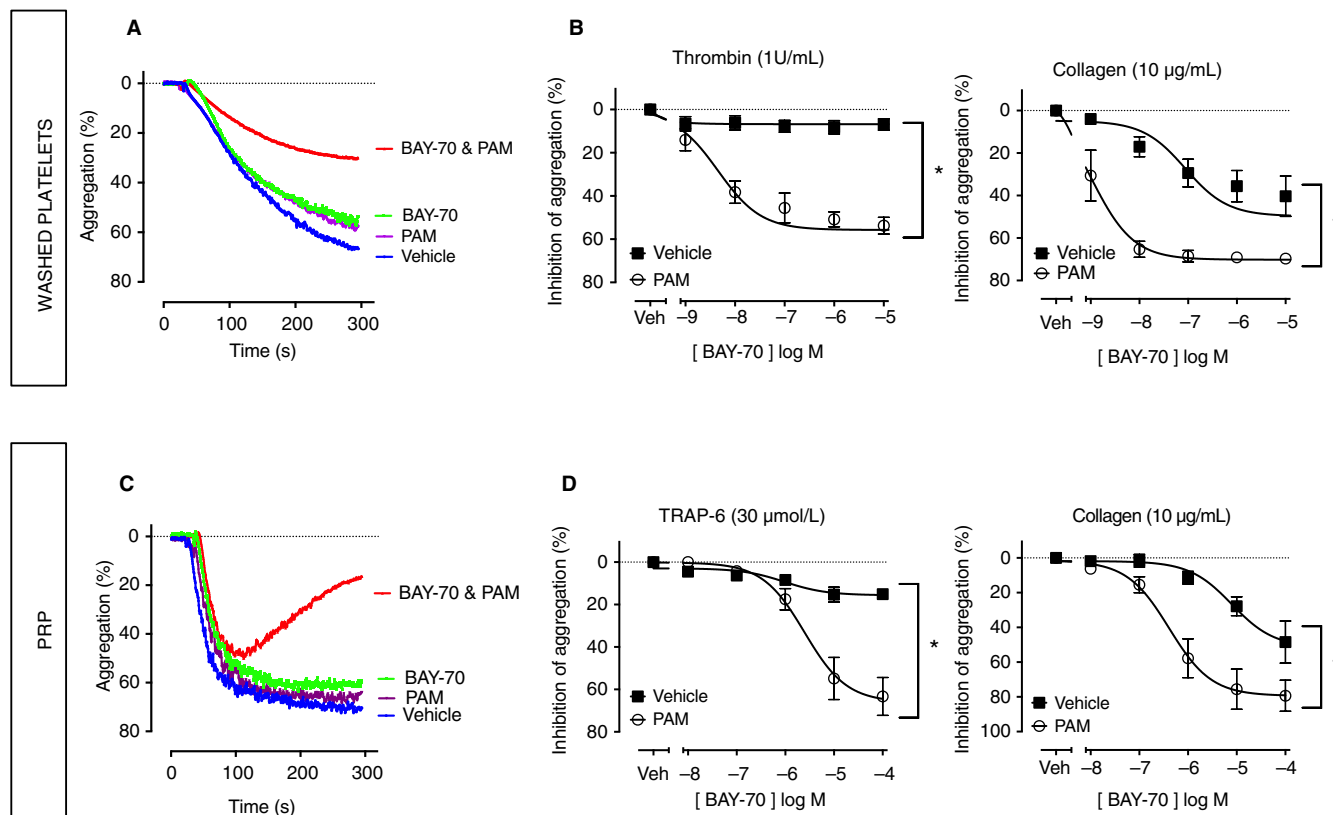 WASHED PLATELETS
A
Aggregation (%)
0
20
40
60
80
0 100 200 300
Time (s)
BAY-70 & PAM
BAY-70
PAM
Vehicle
B
Thrombin (1U/mL)
Inhibition of aggregation (%)
0
20
40
60
80
Vehicle
PAM
Veh –9 –8 –7 –6 –5
[ BAY-70 ] log M
*
Collagen (10 µg/mL)
Inhibition of aggregation (%)
0
20
40
60
80
Vehicle
PAM
Veh –9 –8 –7 –6 –5
[ BAY-70 ] log M
PRP
C
Aggregation (%)
0
20
40
60
80
0 100 200 300
Time (s)
BAY-70 & PAM
BAY-70
PAM
Vehicle
D
TRAP-6 (30 µmol/L)
Inhibition of aggregation (%)
0
20
40
60
80
Vehicle
PAM
Veh –8 –7 –6 –5 –4
[ BAY-70 ] log M
*
Collagen (10 µg/mL)
Inhibition of aggregation (%)
0
20
40
60
80
100
Vehicle
PAM
Veh –8 –7 –6 –5 –4
[ BAY-70 ] log M